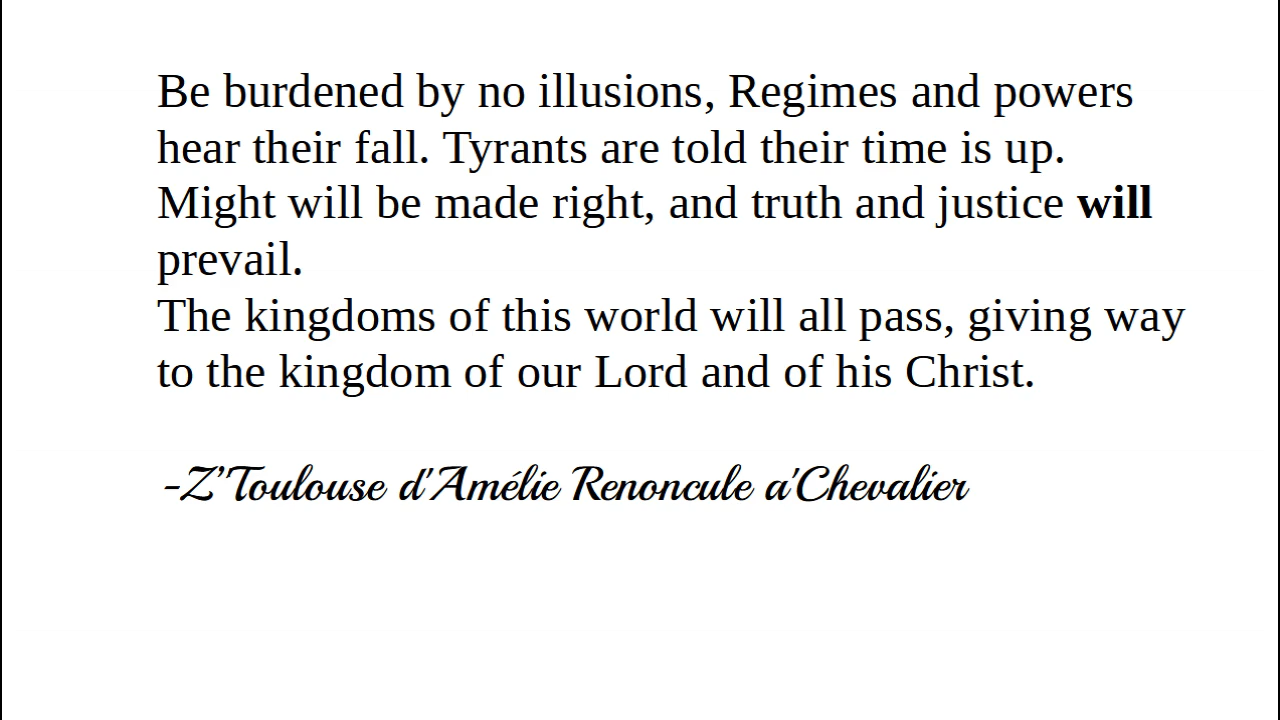 Be burdened by no illusions, Regimes and powers
hear their fall. Tyrants are told their time is up.
Might will be made right, and truth and justice will
prevail.
The kingdoms of this world will all pass, giving way
to the kingdom of our Lord and of his Christ.
-Z'Toulouse d'Amélie Renoncule a'Chevalier